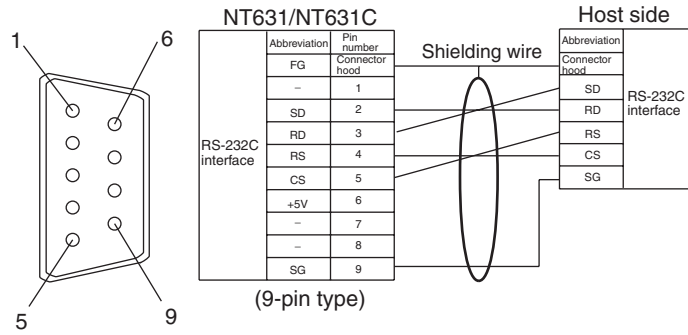 NT631/NT631C
Host side
1
6
5
9
Abbreviation Pin number
FG Connector hood
– 1
SD 2
RD 3
RS 4
CS 5
+5V 6
– 7
– 8
SG 9
RS-232C interface
(9-pin type)
Shielding wire
Abbreviation
Connector hood
SD
RD
RS
CS
SG
RS-232C interface